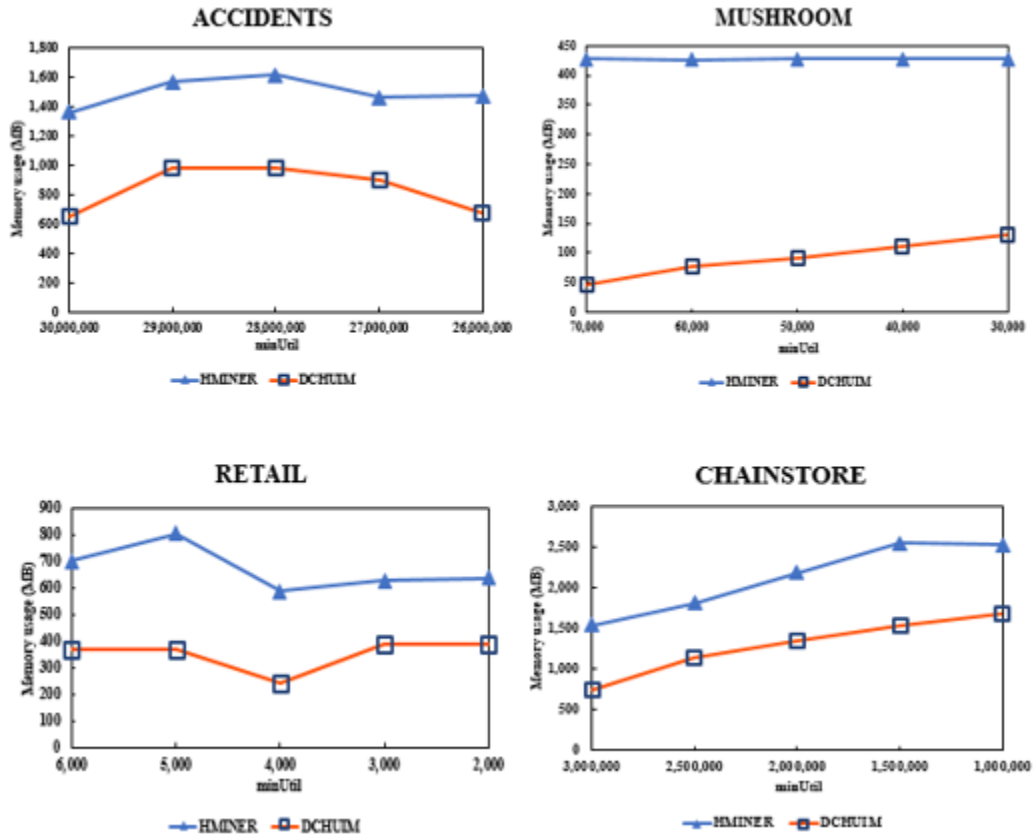 ACCIDENTS
Memory usage (MB)
1,800
1,600
1,400
1,200
1,000
800
600
400
200
0
30,000,000 29,000,000 28,000,000 27,000,000 26,000,000
minUtil
HMINER DCHUIM
MUSHROOM
Memory usage (MB)
450
400
350
300
250
200
150
100
50
0
70,000 60,000 50,000 40,000 30,000
minUtil
HMINER DCHUIM
RETAIL
Memory usage (MB)
900
800
700
600
500
400
300
200
100
0
6,000 5,000 4,000 3,000 2,000
minUtil
HMINER DCHUIM
CHAINSTORE
Memory usage (MB)
3,000
2,500
2,000
1,500
1,000
500
0
3,000,000 2,500,000 2,000,000 1,500,000 1,000,000
minUtil
HMINER DCHUIM